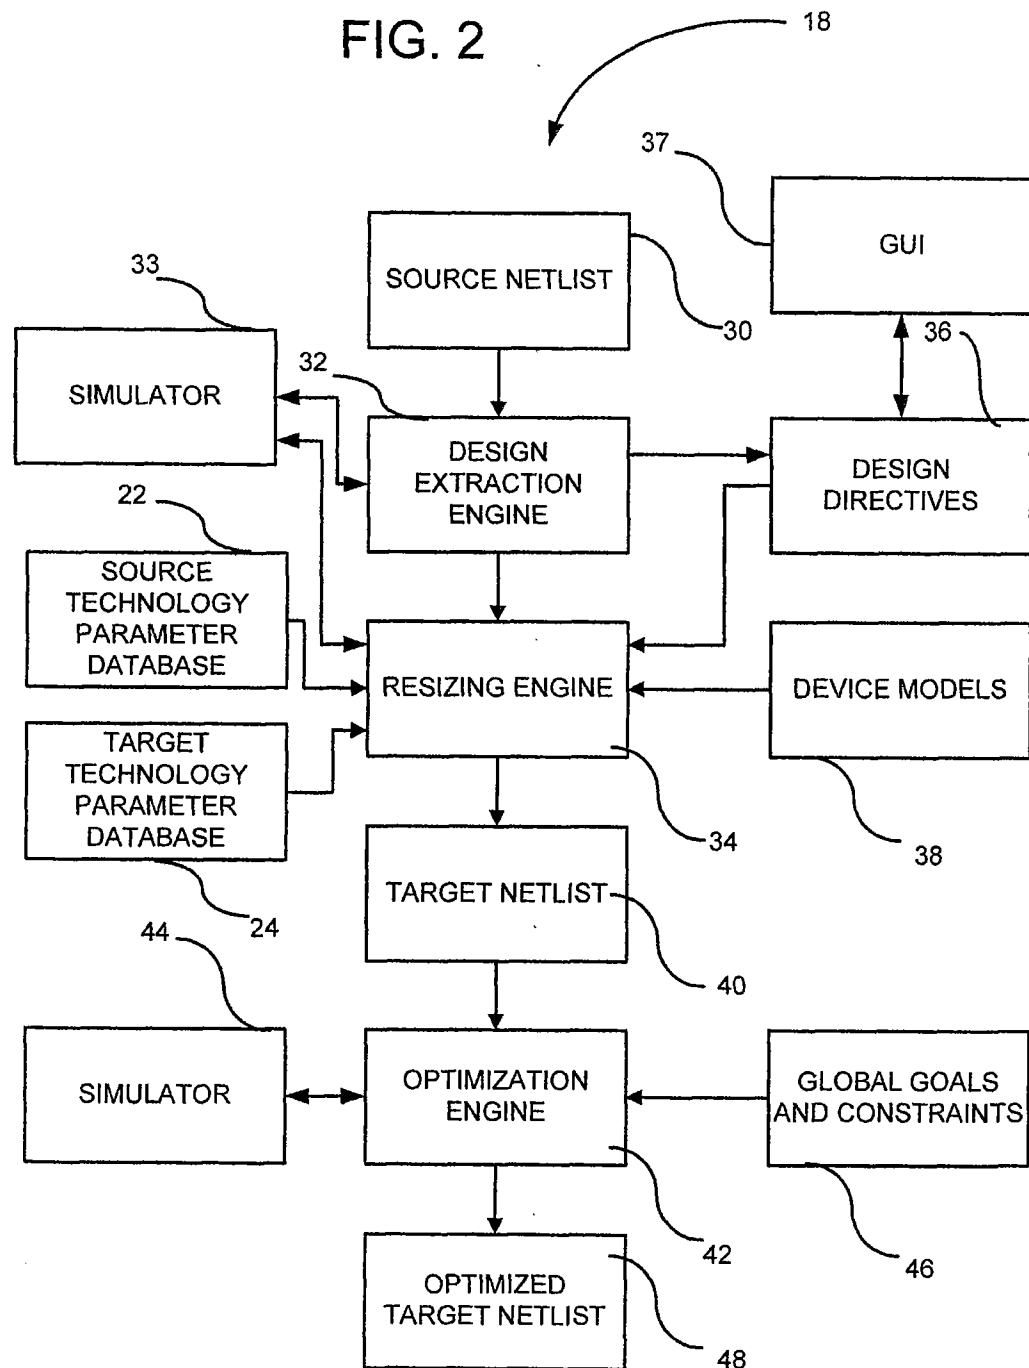 FIG. 2
18
37
GUI
SOURCE NETLIST
30
33
SIMULATOR
32
36
DESIGN
EXTRACTION
ENGINE
DESIGN
DIRECTIVES
22
SOURCE
TECHNOLOGY
PARAMETER
DATABASE
RESIZING ENGINE
DEVICE MODELS
TARGET
TECHNOLOGY
PARAMETER
DATABASE
34
38
24
TARGET NETLIST
40
44
SIMULATOR
OPTIMIZATION
ENGINE
GLOBAL GOALS
AND CONSTRAINTS
42
46
OPTIMIZED
TARGET NETLIST
48